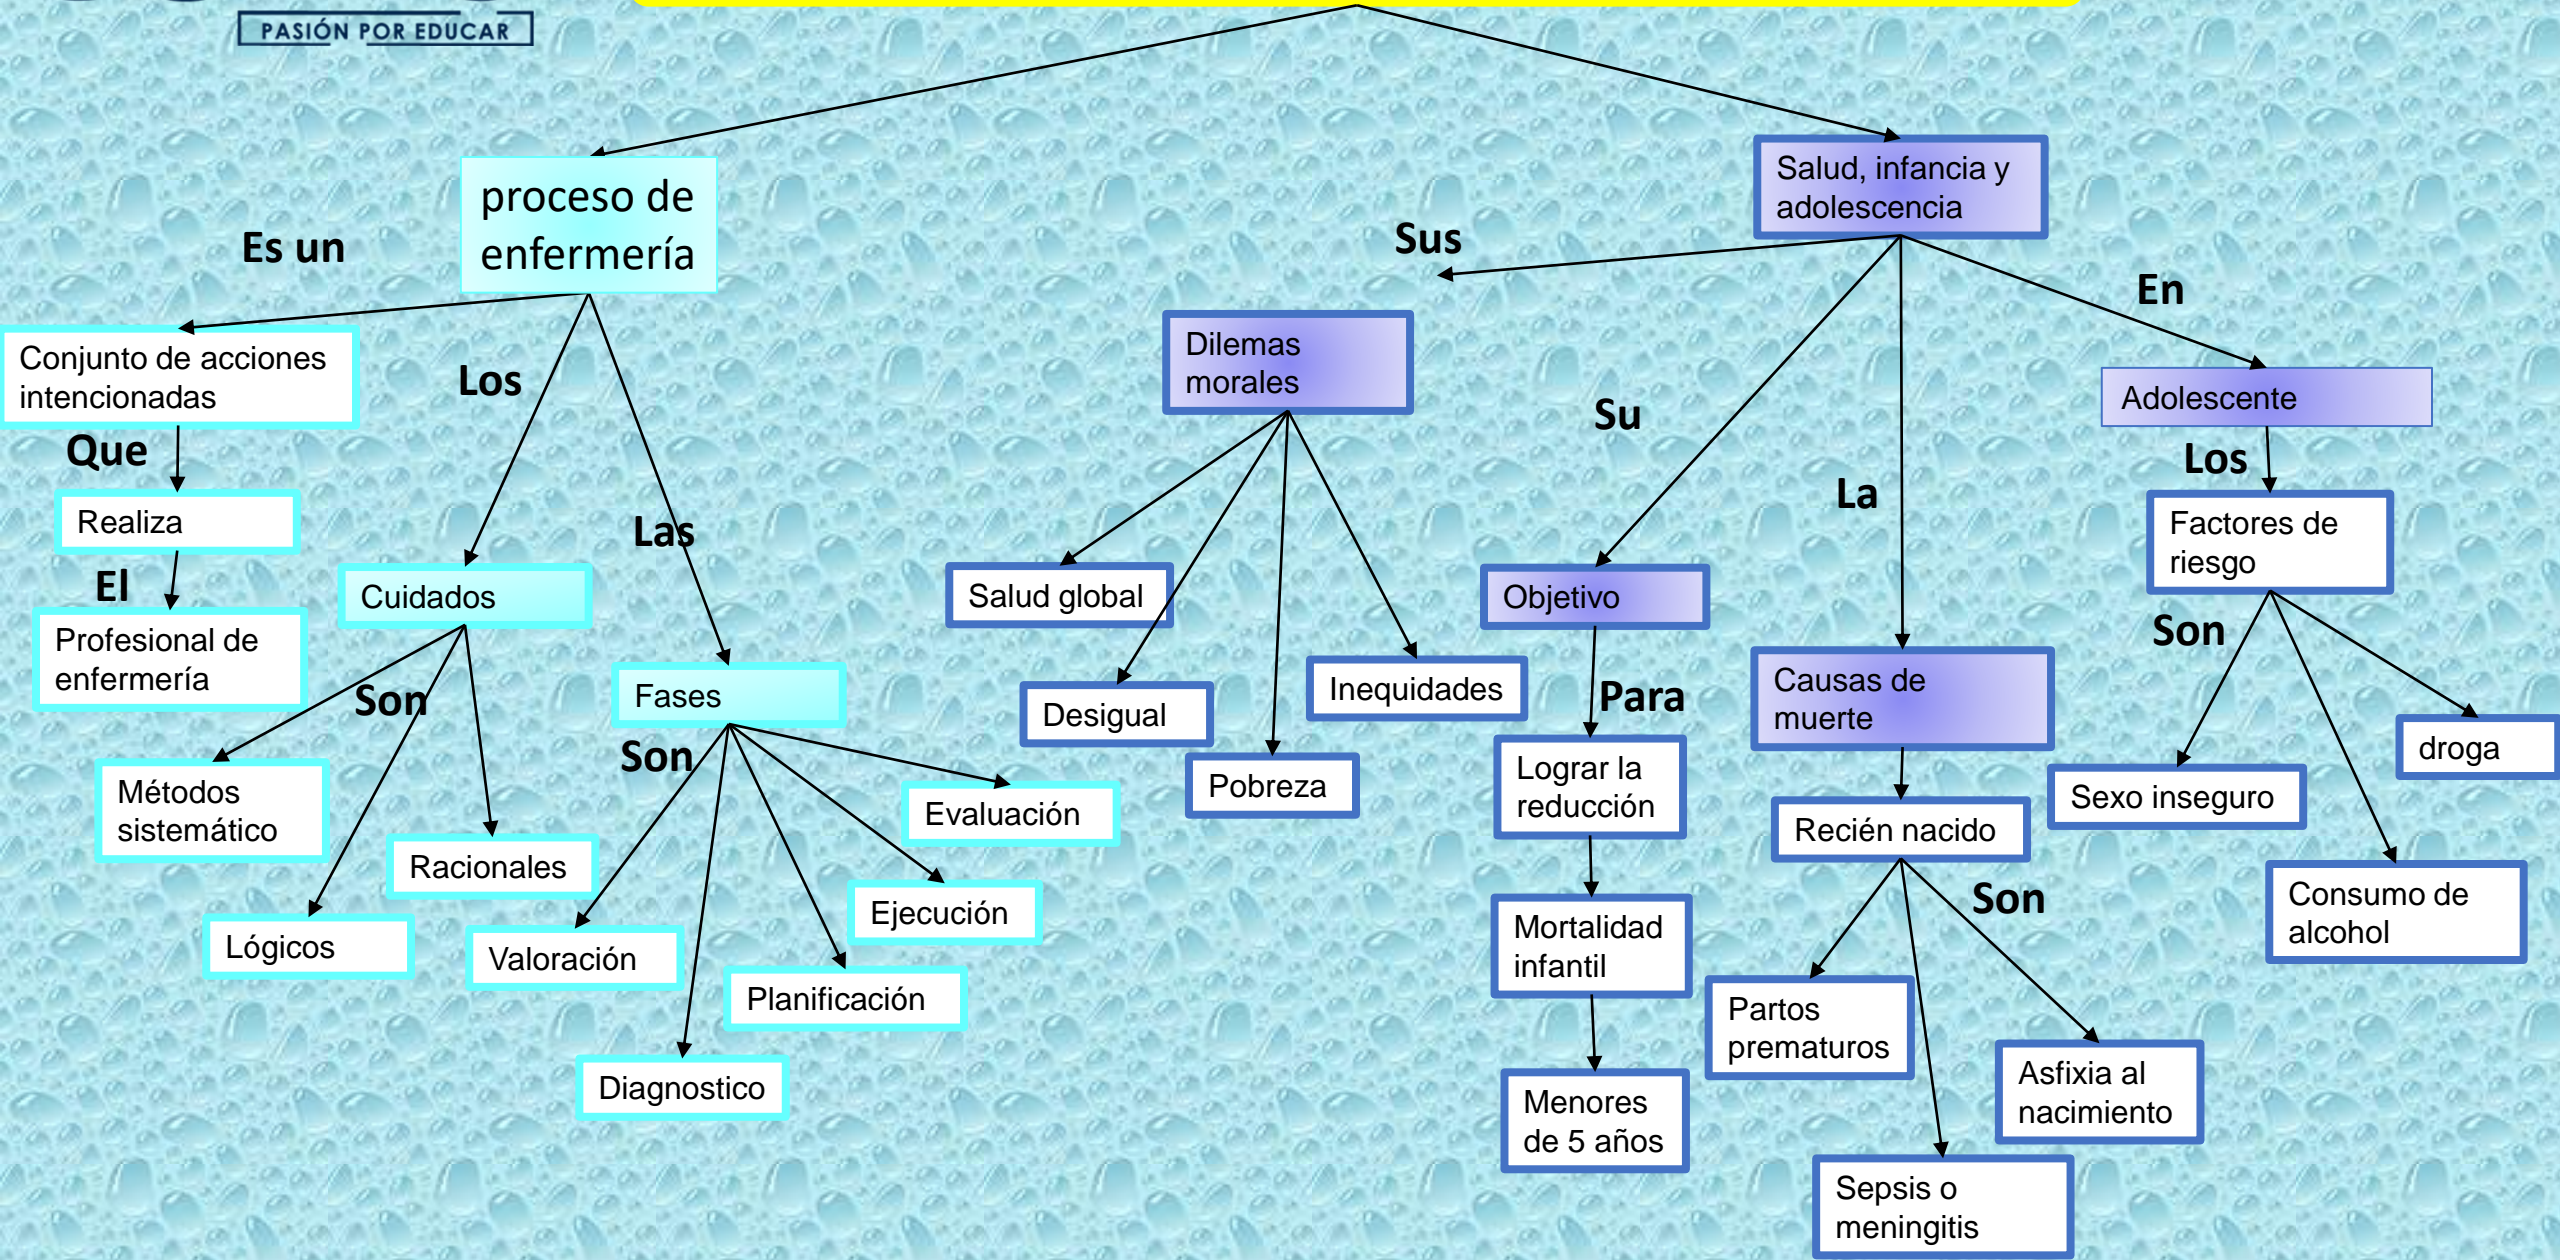 PASIÓN POR EDUCAR
proceso de
enfermería
Es un
Conjunto de acciones
intencionadas
Que
Realiza
El
Profesional de
enfermería
Los
Cuidados
Son
Métodos
sistemático
Lógicos
Racionales
Las
Fases
Son
Valoración
Diagnostico
Planificación
Ejecución
Evaluación
Salud, infancia y
adolescencia
Sus
Dilemas
morales
Salud global
Desigual
Pobreza
Inequidades
Su
Objetivo
Para
Lograr la
reducción
Mortalidad
infantil
Menores
de 5 años
La
Causas de
muerte
Recién nacido
Son
Partos
prematuros
Sepsis o
meningitis
Asfixia al
nacimiento
En
Adolescente
Los
Factores de
riesgo
Son
Sexo inseguro
Consumo de
alcohol
droga